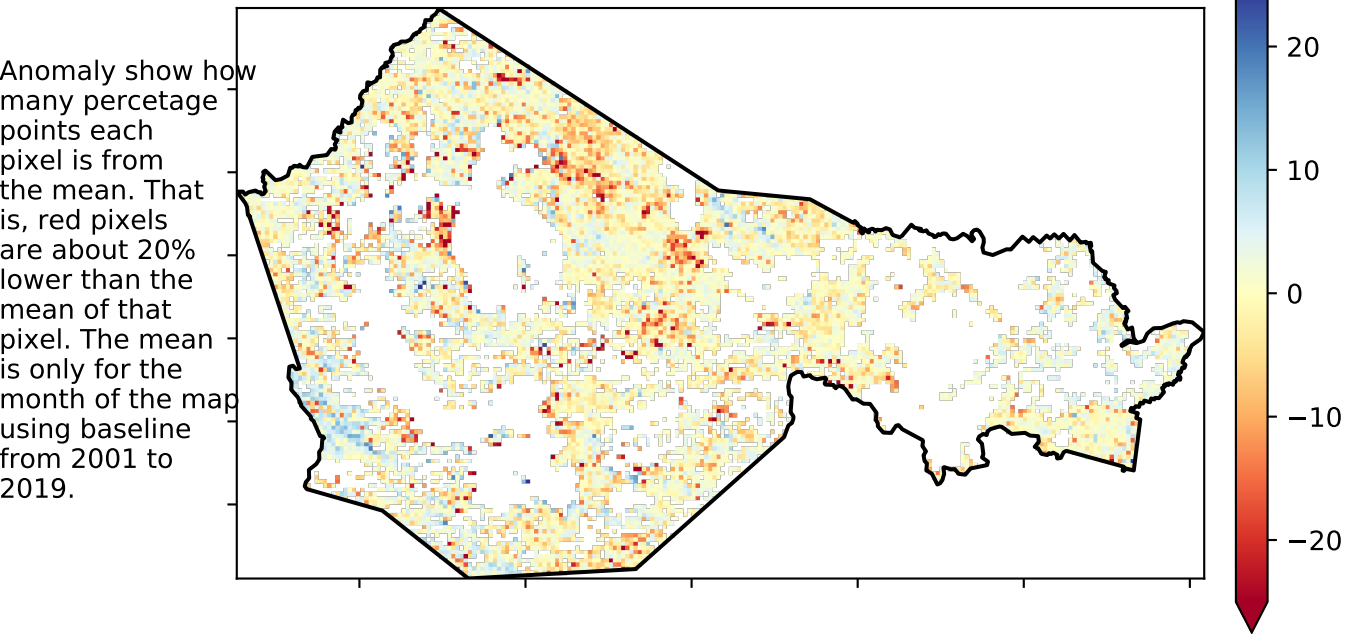 Anomaly show how
many percetage
points each
pixel is from
the mean. That
is, red pixels
are about 20%
lower than the
mean of that
pixel. The mean
is only for the
month of the map
using baseline
from 2001 to
2019.
20
10
0
−10
−20